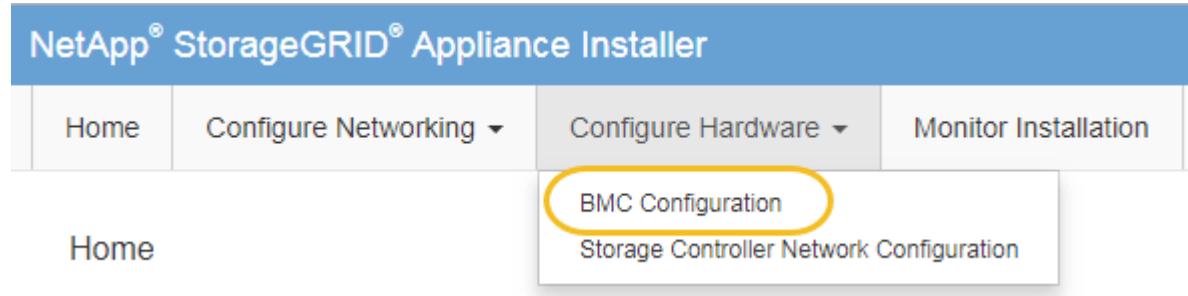 NetApp® StorageGRID® Appliance Installer
Home Configure Networking Configure Hardware Monitor Installation
BMC Configuration
Home
Storage Controller Network Configuration